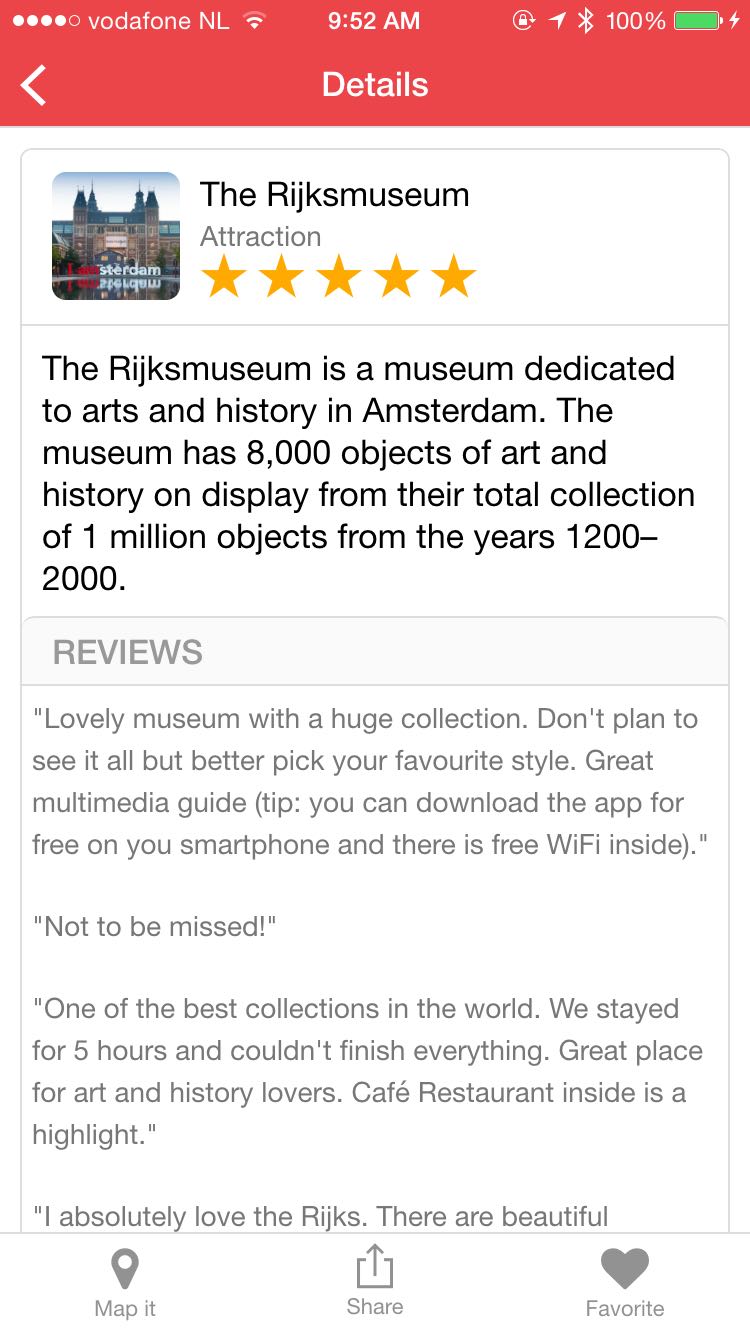 vodafone NL
9:52 AM
100%
Details
The Rijksmuseum
Attraction
I amsterdam
The Rijksmuseum is a museum dedicated
to arts and history in Amsterdam. The
museum has 8,000 objects of art and
history on display from their total collection
of 1 million objects from the years 1200–
2000.
REVIEWS
"Lovely museum with a huge collection. Don't plan to
see it all but better pick your favourite style. Great
multimedia guide (tip: you can download the app for
free on you smartphone and there is free WiFi inside)."
"Not to be missed!"
"One of the best collections in the world. We stayed
for 5 hours and couldn't finish everything. Great place
for art and history lovers. Café Restaurant inside is a
highlight."
"I absolutely love the Rijks. There are beautiful
Map it
Share
Favorite